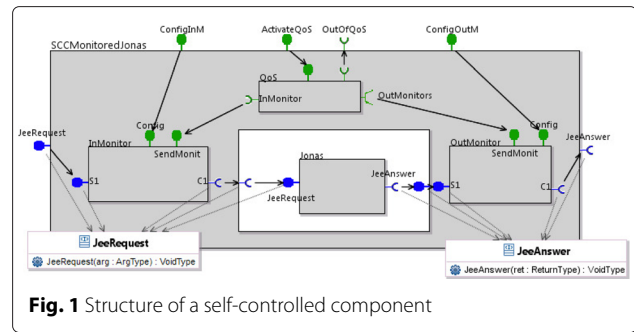 ConfigInM
ActivateQoS
OutOfQoS
ConfigOutM
SCCMonitoredJonas
QoS
InMonitor
OutMonitors
JeeRequest
Config
InMonitor
SendMonit
S1
C1
Jonas
JeeRequest
JeeAnswer
Config
OutMonitor
SendMonit
S1
C1
JeeAnswer
JeeRequest
JeeRequest(arg : ArgType) : VoidType
JeeAnswer
JeeAnswer(ret : ReturnType) : VoidType
Fig. 1 Structure of a self-controlled component